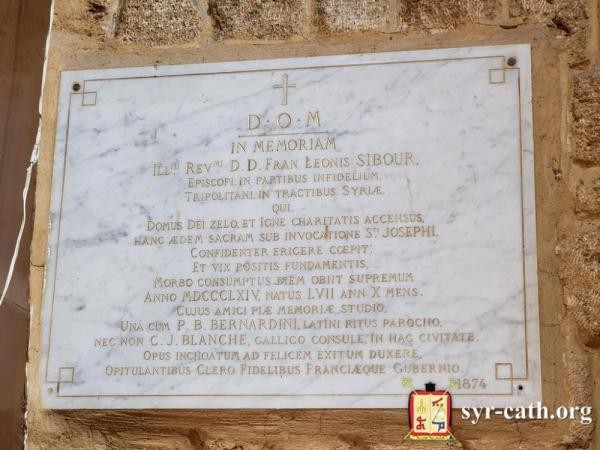 D·O·M
IN MEMORIAM
ILL.MI REV.MI D. D. FRAN. LEONIS SIBOUR,
EPISCOPI, IN PARTIBUS INFIDELIUM,
TRIPOLITANI, IN TRACTIBUS SYRIÆ,
QUI,
DOMUS DEI ZELO, ET IGNE CHARITATIS ACCENSUS,
HANC ÆDEM SACRAM SUB INVOCATIONE STI JOSEPHI,
CONFIDENTER ERIGERE CŒPIT;
ET VIX POSITIS FUNDAMENTIS,
MORBO CONSUMPTUS, DIEM OBIIT SUPREMUM
ANNO MDCCCLXIV, NATUS LVII ANN X MENS.
CUJUS AMICI PIÆ MEMORIÆ STUDIO,
UNA CUM P. B. BERNARDINI, LATINI RITUS PAROCHO,
NEC NON C. J. BLANCHE, GALLICO CONSULE, IN HAC CIVITATE,
OPUS INCHOATUM AD FELICEM EXITUM DUXERE,
OPITULANTIBUS CLERO FIDELIBUS FRANCIÆQUE GUBERNIO.
1874
syr-cath.org